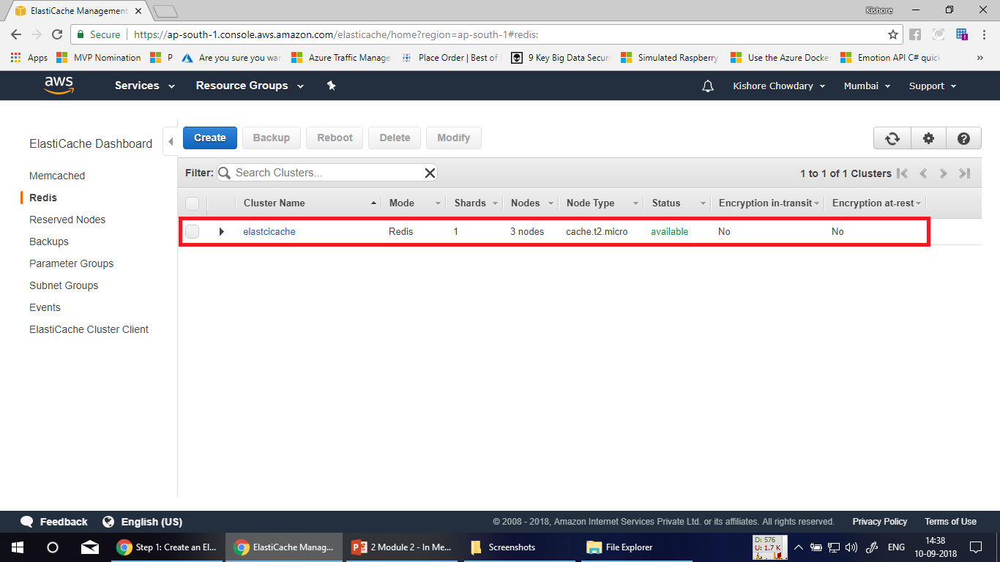 ElastiCache Management
Kishore
Secure https://ap-south-1.console.aws.amazon.com/elasticache/home?region=ap-south-1#redis:
Apps MVP Nomination P Are you sure you wan Azure Traffic Manage Place Order | Best of 9 Key Big Data Securi Simulated Raspberry Use the Azure Docke Emotion API C# quick »
aws Services Resource Groups Kishore Chowdary Mumbai Support
ElastiCache Dashboard
Memcached
Redis
Reserved Nodes
Backups
Parameter Groups
Subnet Groups
Events
ElastiCache Cluster Client
Create Backup Reboot Delete Modify
Filter: Search Clusters... 1 to 1 of 1 Clusters
Cluster Name Mode Shards Nodes Node Type Status Encryption in-transit Encryption at-rest
elastcicache Redis 1 3 nodes cache.t2.micro available No No
Feedback English (US) © 2008 - 2018, Amazon Internet Services Private Ltd. or its affiliates. All rights reserved. Privacy Policy Terms of Use
Step 1: Create an El... ElastiCache Manag... 2 Module 2 - In Me... Screenshots File Explorer
D: 576
U: 1.7 K
ENG
14:38
10-09-2018